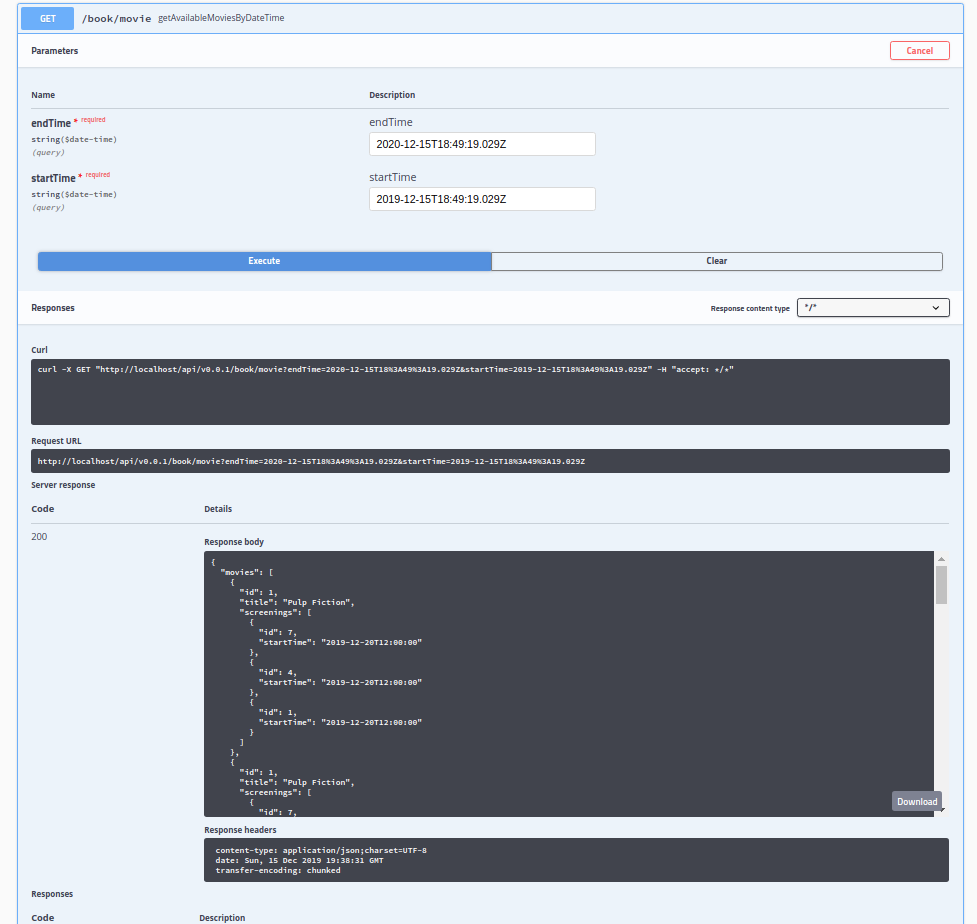 GET /book/movie getAvailableMoviesByDateTime
Parameters
Cancel
Name Description
endTime * required endTime
string($date-time) 2020-12-15T18:49:19.029Z
(query)
startTime * required startTime
string($date-time) 2019-12-15T18:49:19.029Z
(query)
Execute Clear
Responses Response content type */*
Curl
curl -X GET "http://localhost/api/v0.0.1/book/movie?endTime=2020-12-15T18%3A49%3A19.029Z&startTime=2019-12-15T18%3A49%3A19.029Z" -H "accept: */*"
Request URL
http://localhost/api/v0.0.1/book/movie?endTime=2020-12-15T18%3A49%3A19.029Z&startTime=2019-12-15T18%3A49%3A19.029Z
Server response
Code Details
200
Response body
{
"movies": [
{
"id": 1,
"title": "Pulp Fiction",
"screenings": [
{
"id": 7,
"startTime": "2019-12-20T12:00:00"
},
{
"id": 4,
"startTime": "2019-12-20T12:00:00"
},
{
"id": 1,
"startTime": "2019-12-20T12:00:00"
}
]
},
{
"id": 1,
"title": "Pulp Fiction",
"screenings": [
{
"id": 7,
Download
Response headers
content-type: application/json;charset=UTF-8
date: Sun, 15 Dec 2019 19:38:31 GMT
transfer-encoding: chunked
Responses
Code Description